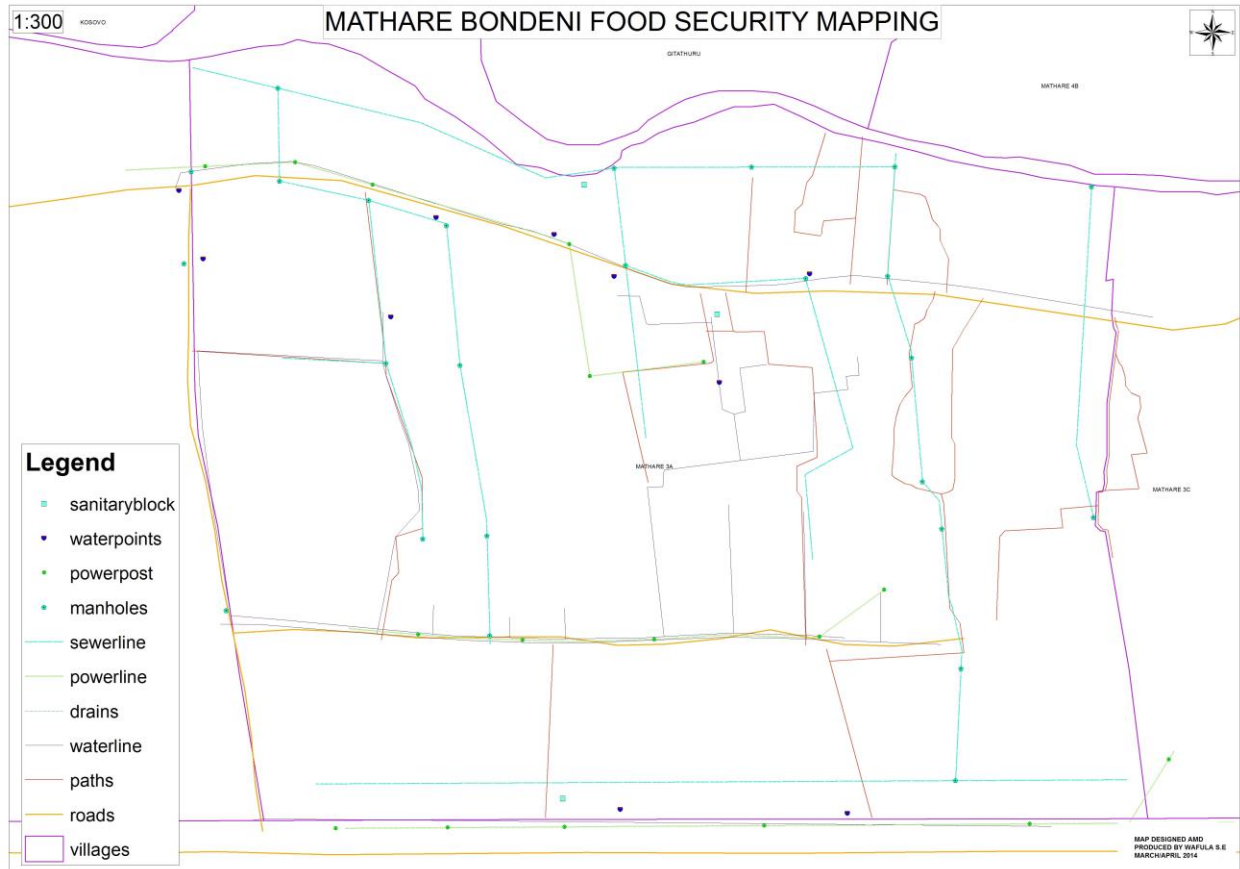 1:300
KOSOVO
MATHARE BONDENI FOOD SECURITY MAPPING
GITATHURU
MATHARE 4B
MATHARE 3A
MATHARE 3C
Legend
sanitaryblock
waterpoints
powerpost
manholes
sewerline
powerline
drains
waterline
paths
roads
villages
MAP DESIGNED AMD
PRODUCED BY WAFULA S.E
MARCH/APRIL 2014